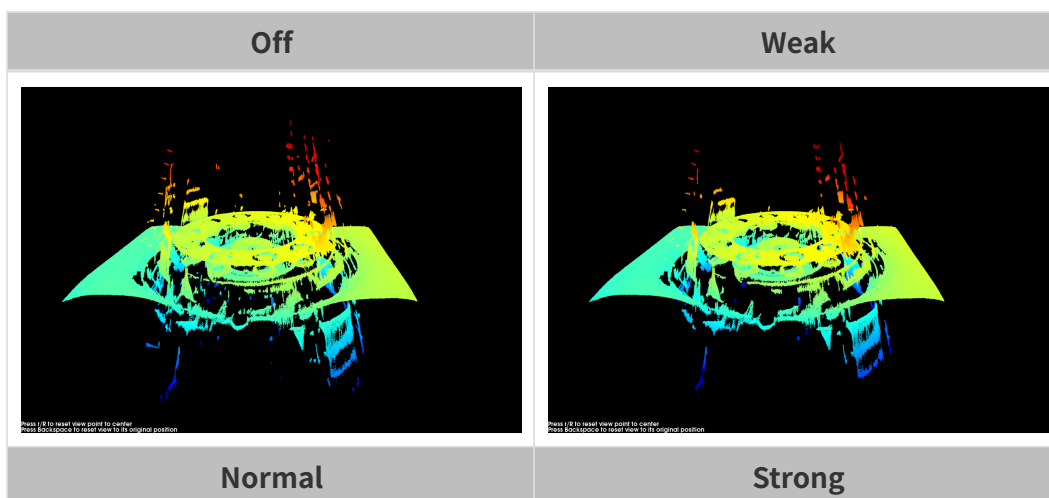 Off
Weak
Press r/R to reset view point to center
Press Backspace to reset view to its original position
Press r/R to reset view point to center
Press Backspace to reset view to its original position
Normal
Strong